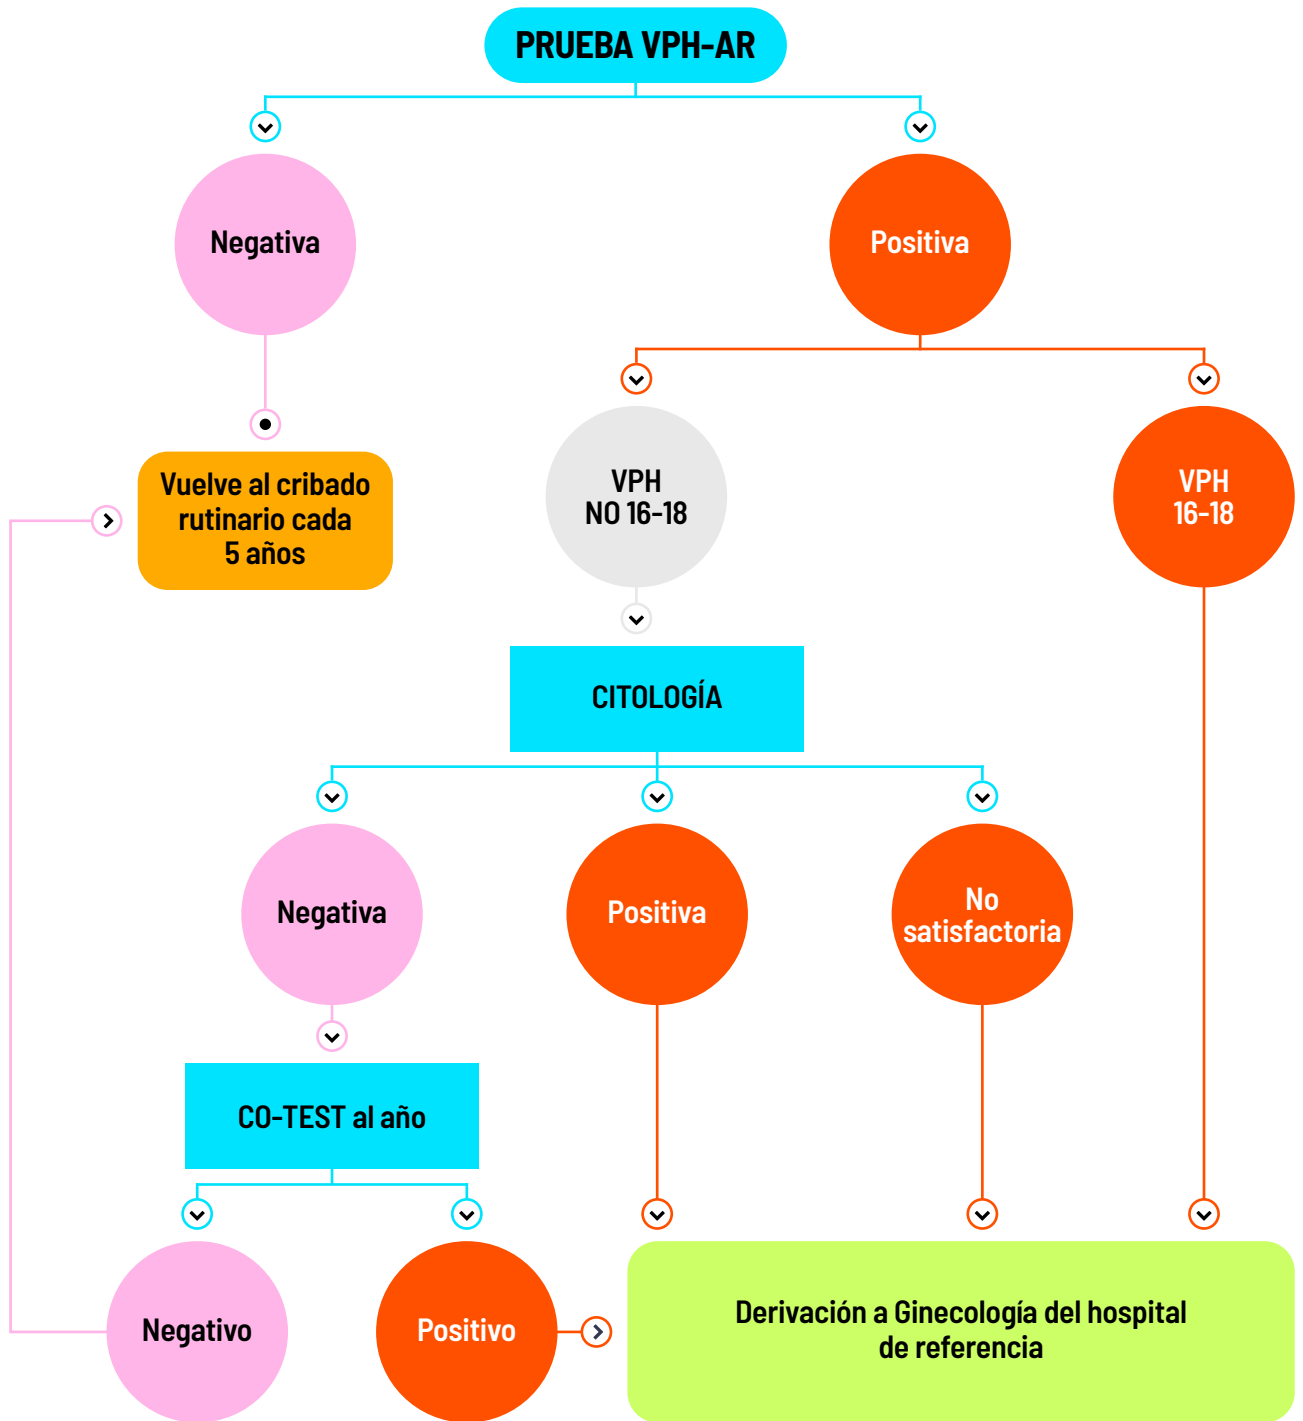 PRUEBA VPH-AR
Negativa
Positiva
Vuelve al cribado
rutinario cada
5 años
VPH
NO 16-18
VPH
16-18
CITOLOGÍA
Negativa
Positiva
No
satisfactoria
CO-TEST al año
Negativo
Positivo
Derivación a Ginecología del hospital
de referencia